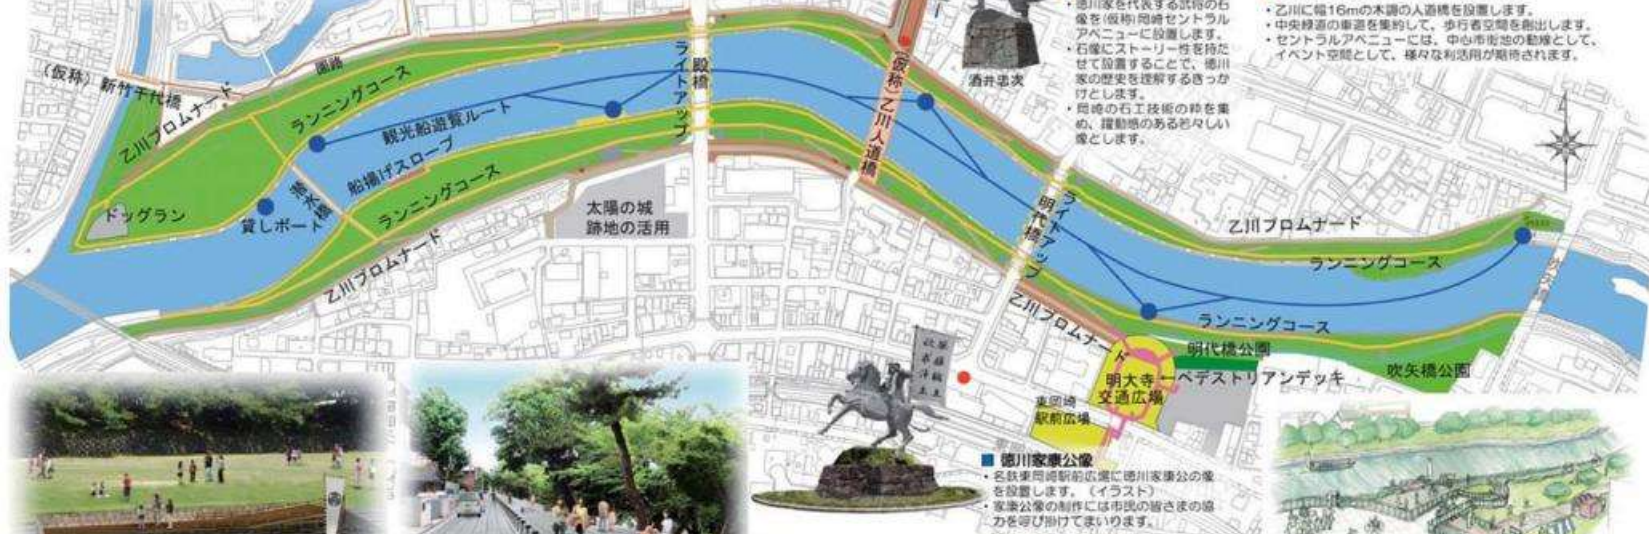 ・徳川家を代表する武将の石
像を(仮称)岡崎セントラル
アベニューに設置します。
・石像にストーリー性を持た
せて設置することで、徳川
家の歴史を理解するきっか
けとします。
・岡崎の石工技術の粋を集
め、躍動感のある若々しい
像とします。
酒井忠次
・乙川に幅16mの木調の人道橋を設置します。
・中央緑道の車道を集約して、歩行者空間を創出します。
・セントラルアベニューには、中心市街地の動線として、
イベント空間として、様々な利活用が期待されます。
(仮称)新竹千代橋
乙川プロムナード
園路
ランニングコース
観光船遊覧ルート
船揚げスロープ
ランニングコース
潜水橋
貸しボート
ドッグラン
乙川プロムナード
殿橋
ライトアップ
(仮称)乙川人道橋
太陽の城
跡地の活用
ライトアップ
明代橋
乙川プロムナード
ランニングコース
乙川プロムナード
ランニングコース
明代橋公園
ペデストリアンデッキ
吹矢橋公園
吹矢橋
明大寺
交通広場
東岡崎
駅前広場
■ 徳川家康公像
・名鉄東岡崎駅前広場に徳川家康公の像
を設置します。(イラスト)
・家康公像の制作には市民の皆さまの協
力を呼び掛けてまいります。